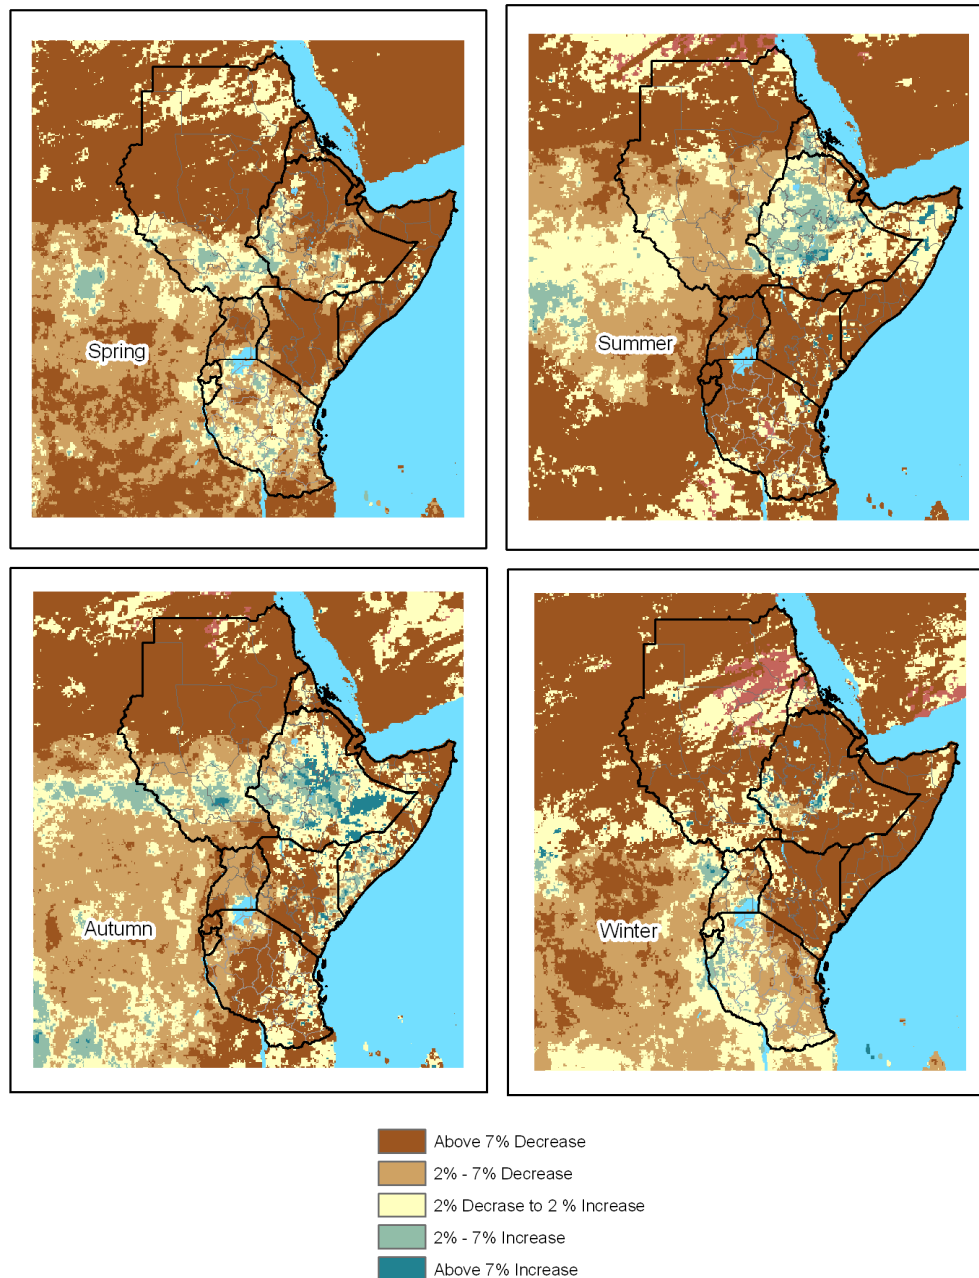 Spring
Summer
Autumn
Winter
Above 7% Decrease
2% - 7% Decrease
2% Decrase to 2 % Increase
2% - 7% Increase
Above 7% Increase